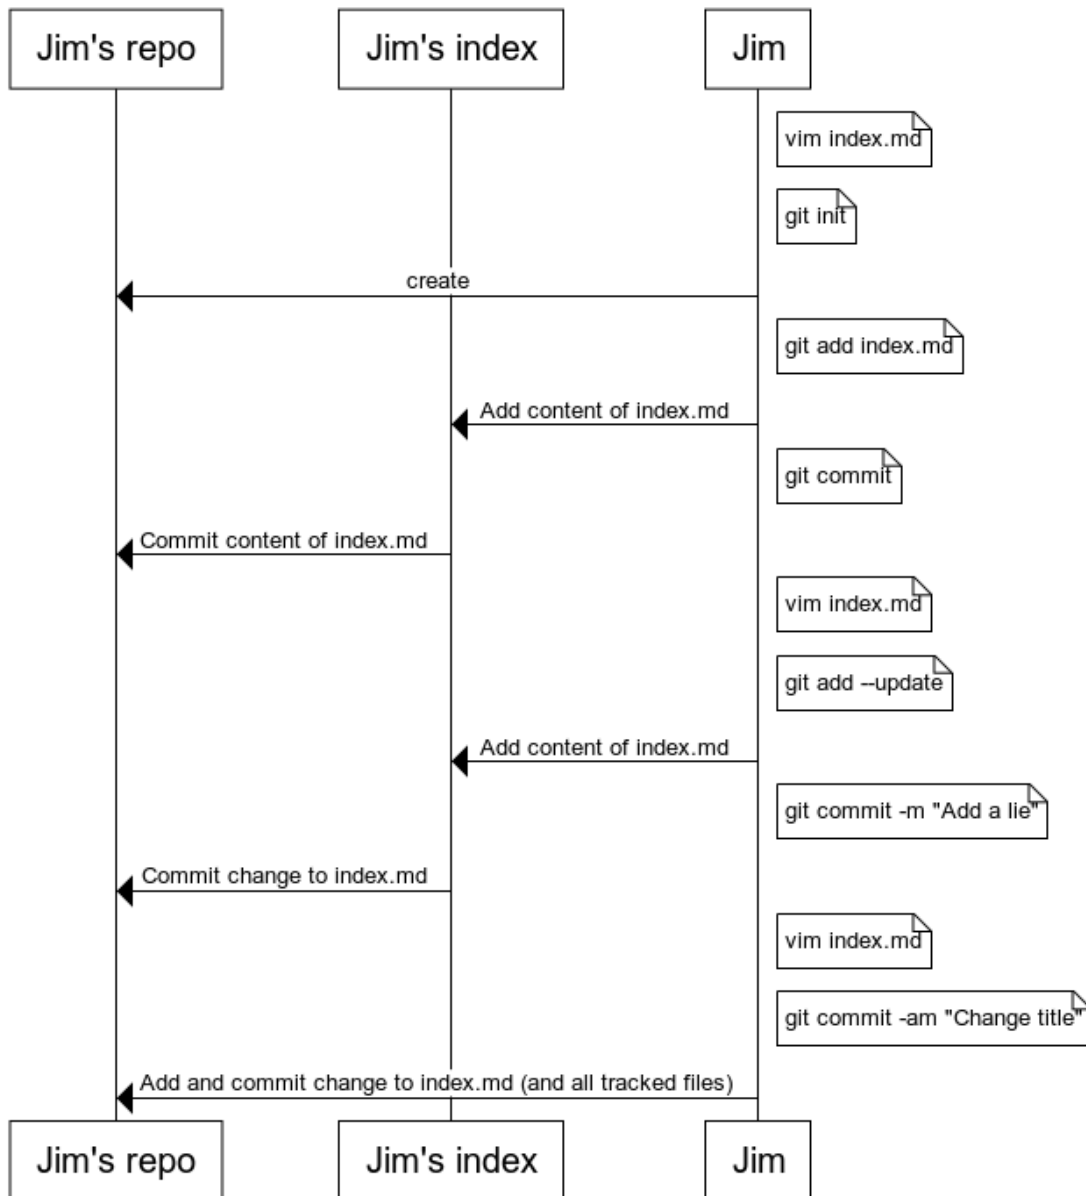 Jim's repo
Jim's index
Jim
vim index.md
git init
create
git add index.md
Add content of index.md
git commit
Commit content of index.md
vim index.md
git add --update
Add content of index.md
git commit -m "Add a lie"
Commit change to index.md
vim index.md
git commit -am "Change title"
Add and commit change to index.md (and all tracked files)
Jim's repo
Jim's index
Jim